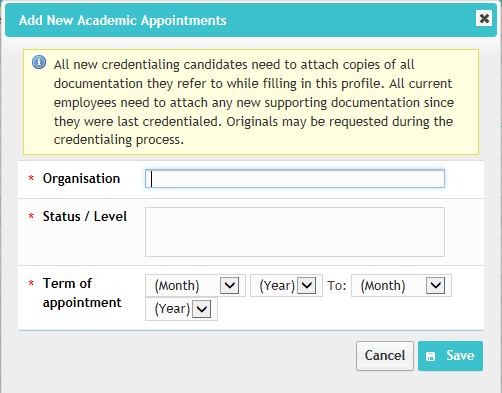 Add New Academic Appointments
All new credentialing candidates need to attach copies of all
documentation they refer to while filling in this profile. All current
employees need to attach any new supporting documentation since
they were last credentialed. Originals may be requested during the
credentialing process.
* Organisation
* Status / Level
* Term of
appointment
(Month) (Year) To: (Month)
(Year)
Cancel Save